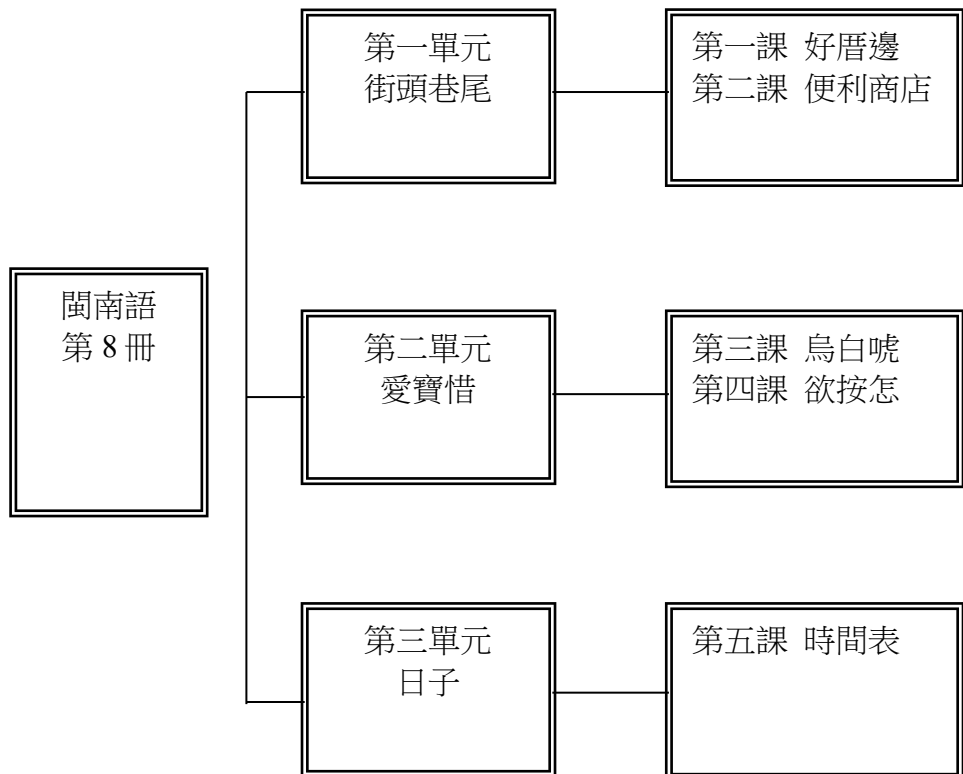 閩南語
第 8 冊
第一單元
街頭巷尾
第一課 好厝邊
第二課 便利商店
第二單元
愛寶惜
第三課 烏白唬
第四課 欲按怎
第三單元
日子
第五課 時間表